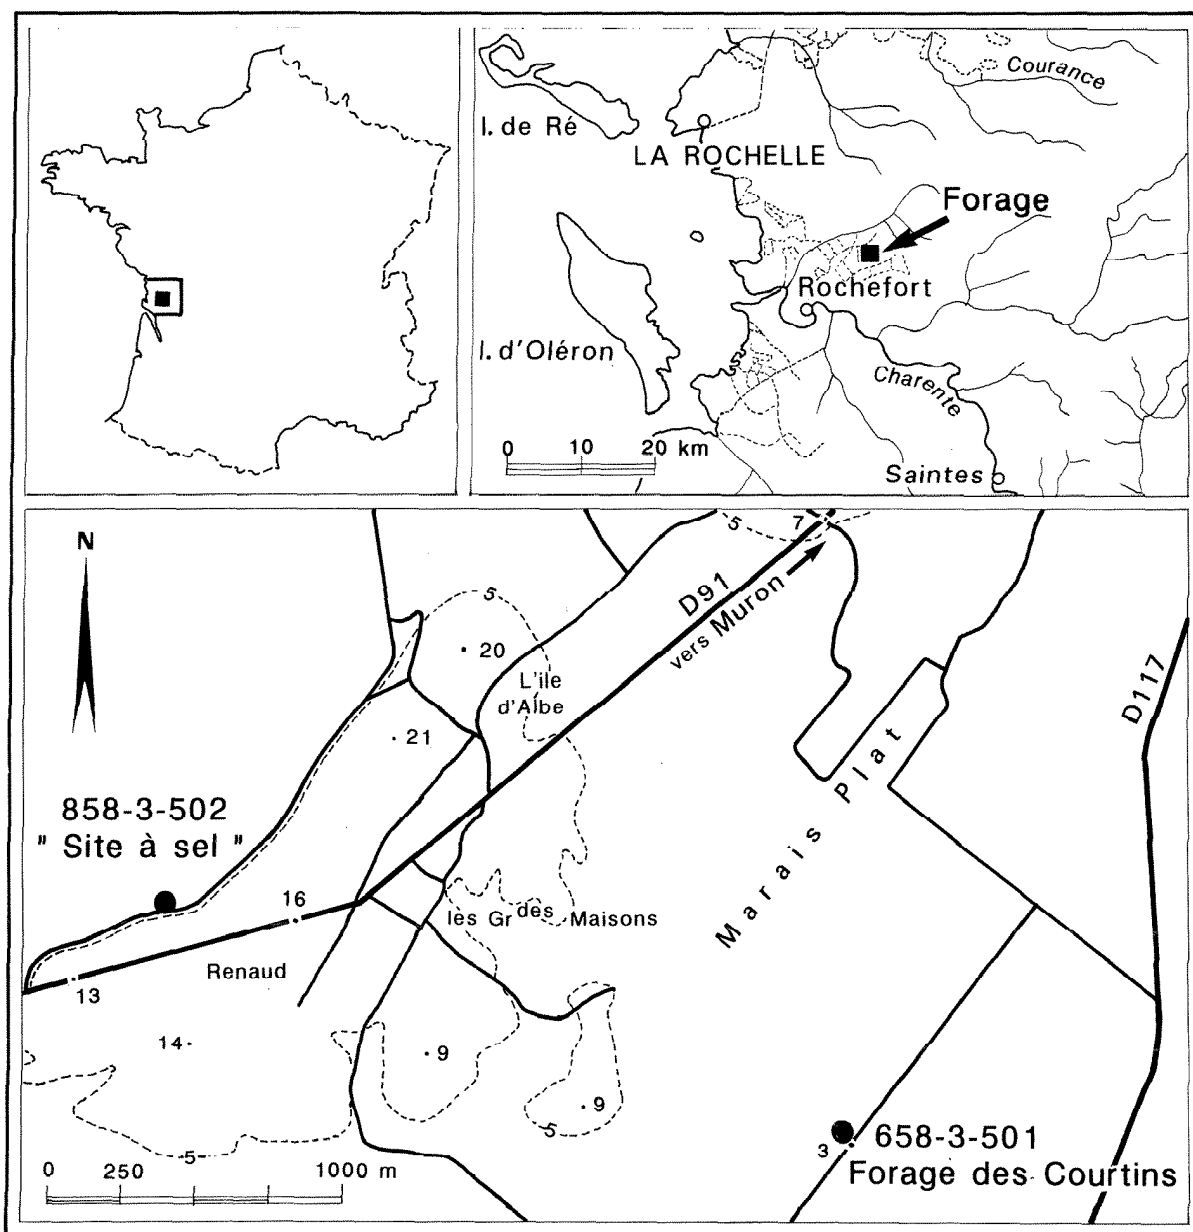 I. de Ré
LA ROCHELLE
Courance
Forage
Rochefort
I. d'Oléron
Charente
Saintes
0 10 20 km
N
5
7
D91
vers Muron
D117
5
20
L'ile
d'Albe
21
Marais Plat
858-3-502
" Site à sel "
16
les Grdes Maisons
Renaud
13
14
9
9
5
5
3
658-3-501
Forage des Courtins
0 250 1000 m